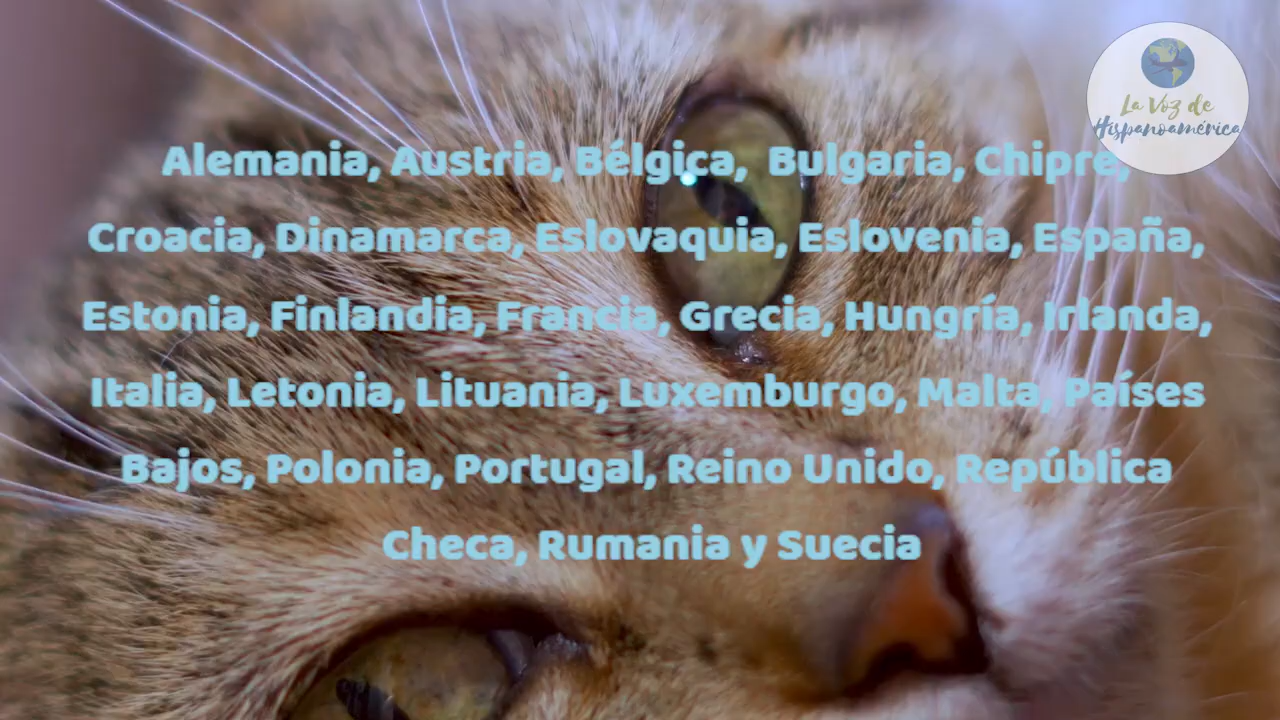 La Voz de
Hispanoamérica
Alemania, Austria, Bélgica, Bulgaria, Chipre,
Croacia, Dinamarca, Eslovaquia, Eslovenia, España,
Estonia, Finlandia, Francia, Grecia, Hungría, Irlanda,
Italia, Letonia, Lituania, Luxemburgo, Malta, Países
Bajos, Polonia, Portugal, Reino Unido, República
Checa, Rumania y Suecia